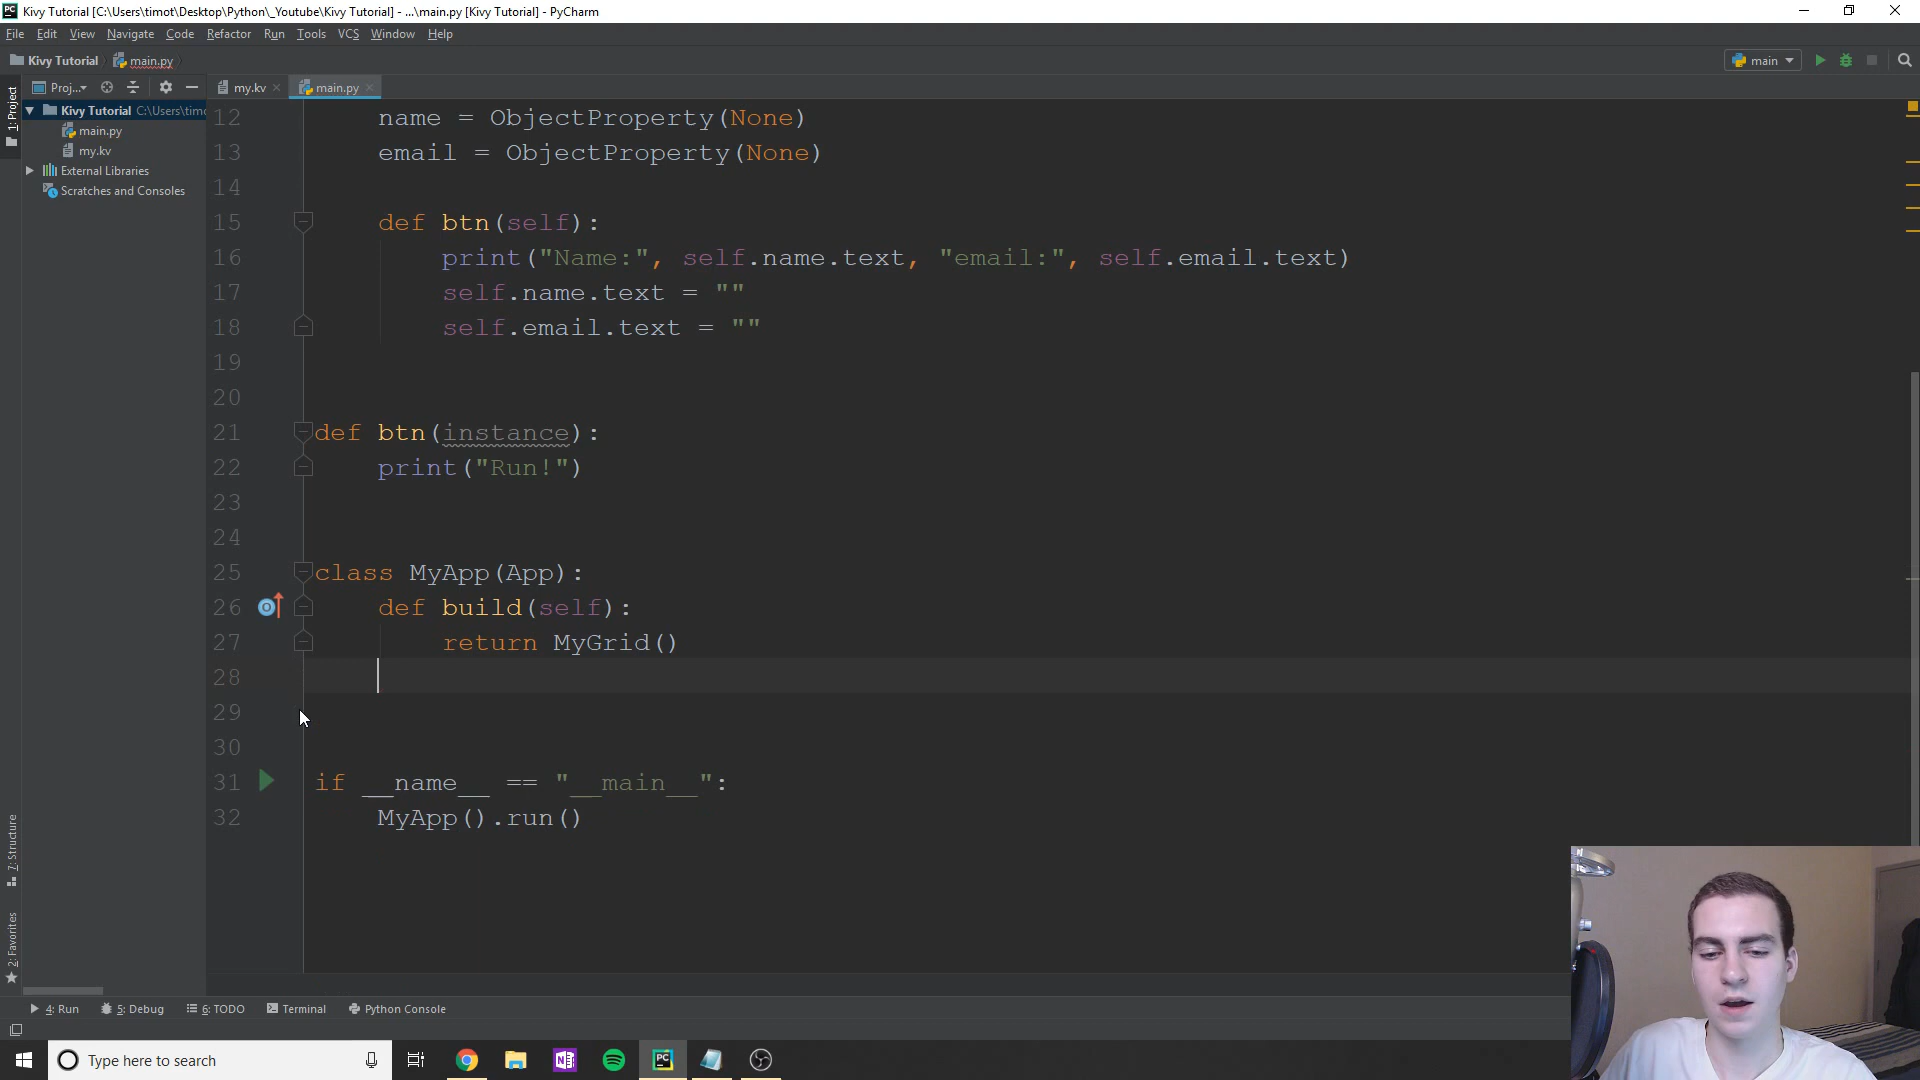 Kivy Tutorial [C:\Users\timot\Desktop\Python\_Youtube\Kivy Tutorial] - ...\main.py [Kivy Tutorial] - PyCharm
File Edit View Navigate Code Refactor Run Tools VCS Window Help
Kivy Tutorial main.py main
1: Project Proj... my.kv main.py
Kivy Tutorial C:\Users\timo
main.py
my.kv
External Libraries
Scratches and Consoles
12 name = ObjectProperty(None)
13 email = ObjectProperty(None)
14
15 def btn(self):
16 print("Name:", self.name.text, "email:", self.email.text)
17 self.name.text = ""
18 self.email.text = ""
19
20
21 def btn(instance):
22 print("Run!")
23
24
25 class MyApp(App):
26 def build(self):
27 return MyGrid()
28
29
30
31 if __name__ == "__main__":
32 MyApp().run()
7: Structure
2: Favorites
4: Run 5: Debug 6: TODO Terminal Python Console
Type here to search